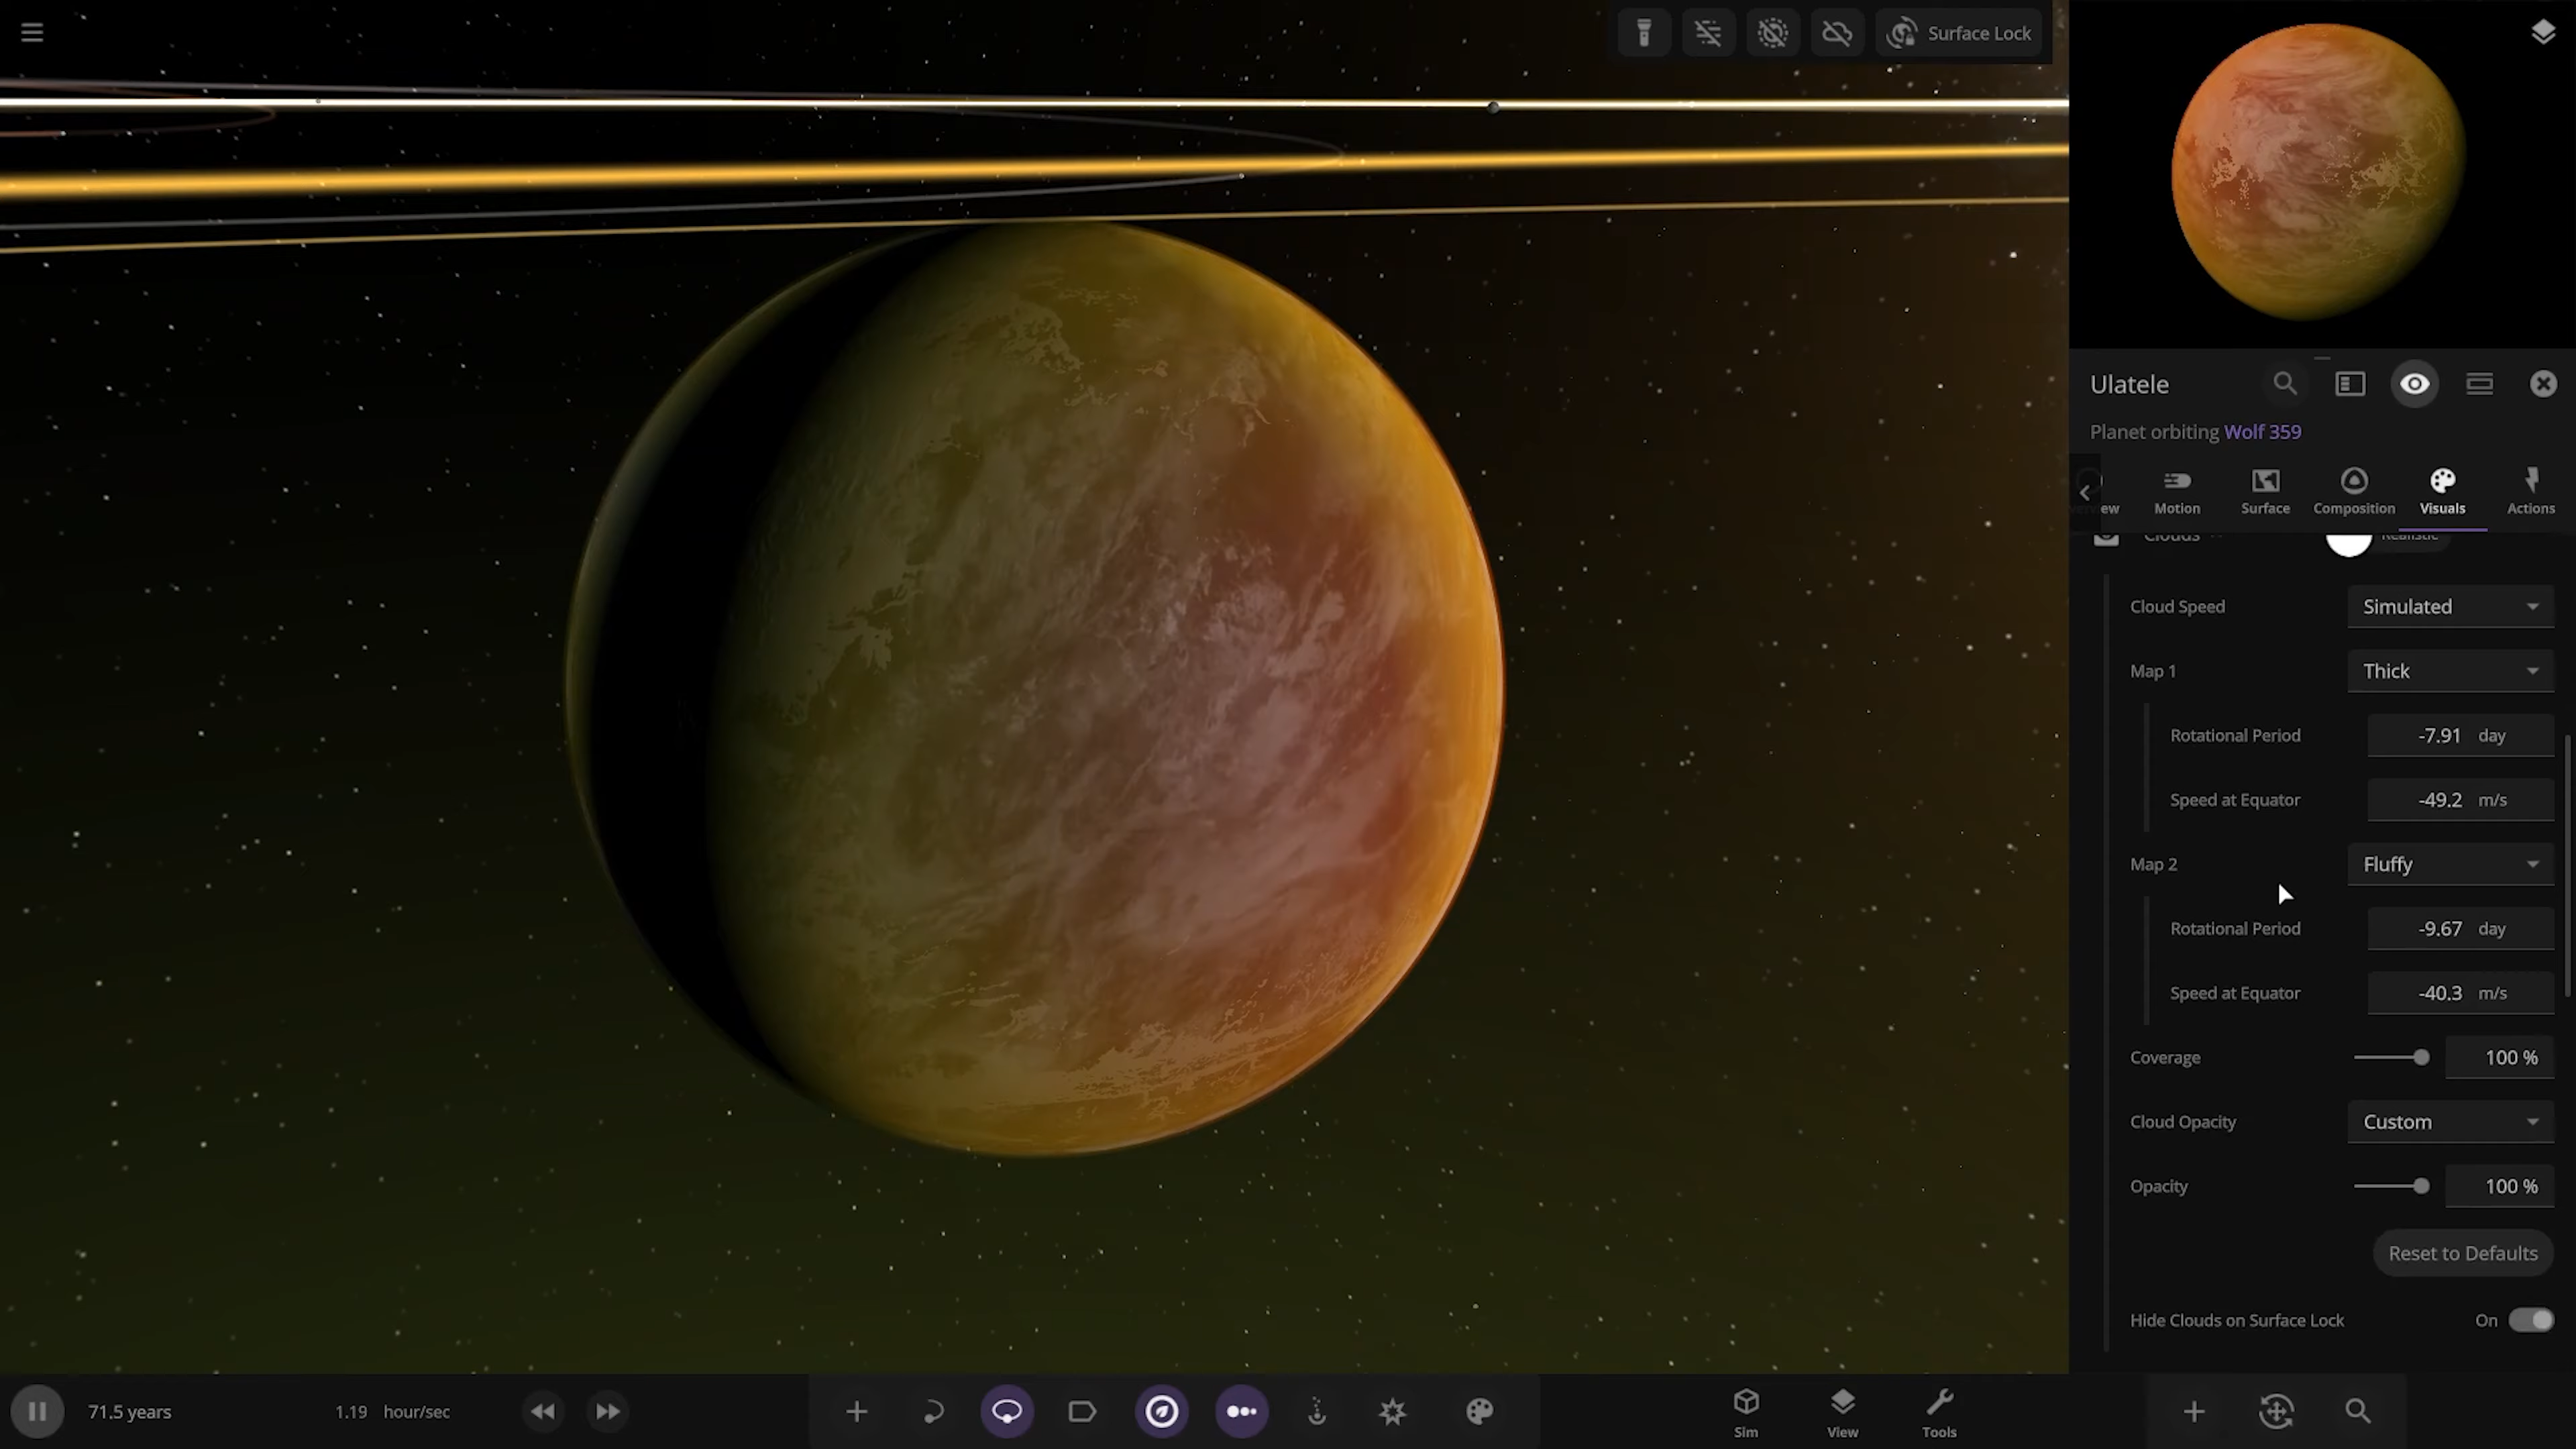 Surface Lock
Ulatele
Planet orbiting Wolf 359
Motion
Surface
Composition
Visuals
Actions
Clouds
Realistic
Cloud Speed
Simulated
Map 1
Thick
Rotational Period
-7.91 day
Speed at Equator
-49.2 m/s
Map 2
Fluffy
Rotational Period
-9.67 day
Speed at Equator
-40.3 m/s
Coverage
100 %
Cloud Opacity
Custom
Opacity
100 %
Reset to Defaults
Hide Clouds on Surface Lock
On
71.5 years
1.19 hour/sec
Sim
View
Tools